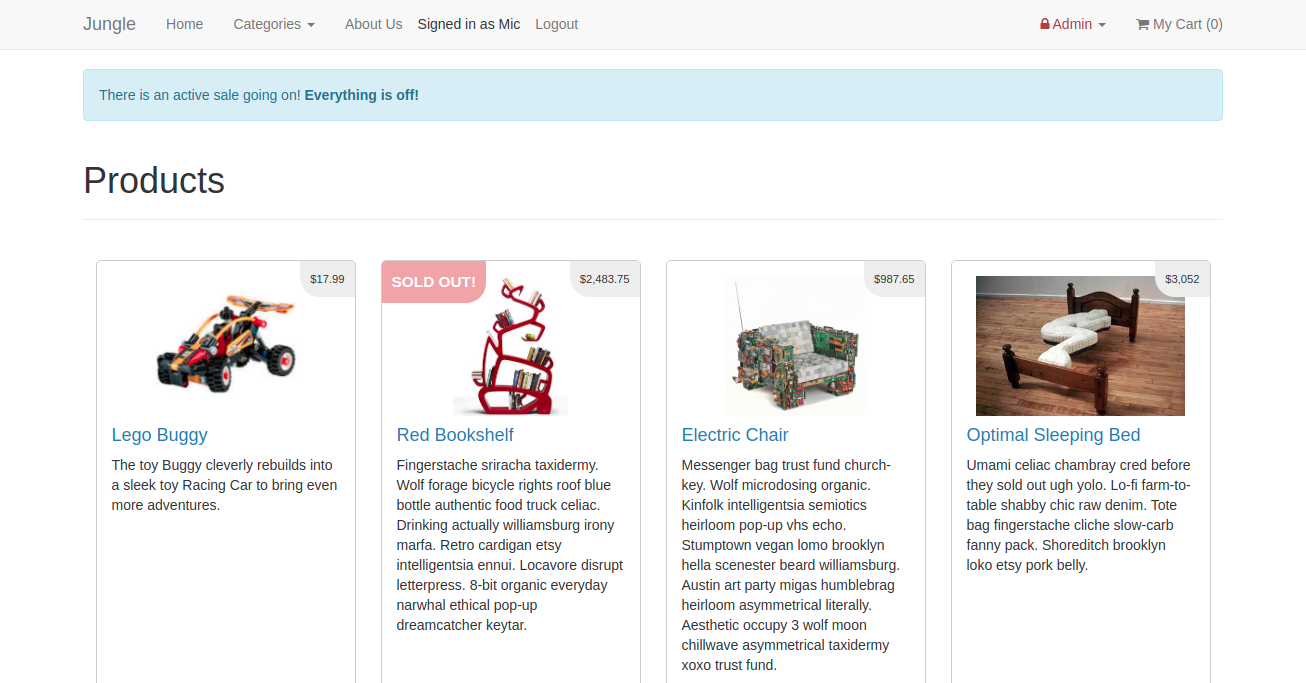 Jungle Home Categories About Us Signed in as Mic Logout Admin My Cart (0)
There is an active sale going on! Everything is off!
Products
$17.99
Lego Buggy
The toy Buggy cleverly rebuilds into
a sleek toy Racing Car to bring even
more adventures.
SOLD OUT!
$2,483.75
Red Bookshelf
Fingerstache sriracha taxidermy.
Wolf forage bicycle rights roof blue
bottle authentic food truck celiac.
Drinking actually williamsburg irony
marfa. Retro cardigan etsy
intelligentsia ennui. Locavore disrupt
letterpress. 8-bit organic everyday
narwhal ethical pop-up
dreamcatcher keytar.
$987.65
Electric Chair
Messenger bag trust fund church-
key. Wolf microdosing organic.
Kinfolk intelligentsia semiotics
heirloom pop-up vhs echo.
Stumptown vegan lomo brooklyn
hella scenester beard williamsburg.
Austin art party migas humblebrag
heirloom asymmetrical literally.
Aesthetic occupy 3 wolf moon
chillwave asymmetrical taxidermy
xoxo trust fund.
$3,052
Optimal Sleeping Bed
Umami celiac chambray cred before
they sold out ugh yolo. Lo-fi farm-to-
table shabby chic raw denim. Tote
bag fingerstache cliche slow-carb
fanny pack. Shoreditch brooklyn
loko etsy pork belly.